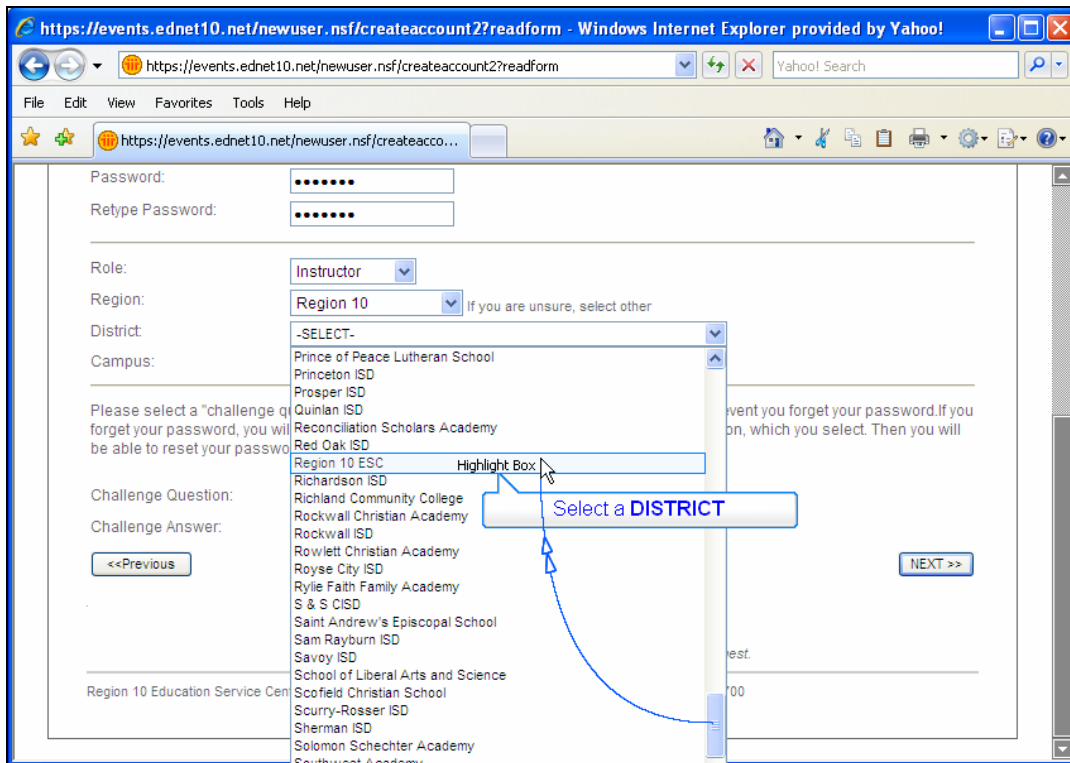 https://events.ednet10.net/newuser.nsf/createaccount2?readform - Windows Internet Explorer provided by Yahoo!
https://events.ednet10.net/newuser.nsf/createaccount2?readform
Yahoo! Search
File Edit View Favorites Tools Help
https://events.ednet10.net/newuser.nsf/createacco...
Password:
Retype Password:
Role:
Instructor
Region:
Region 10
If you are unsure, select other
District:
-SELECT-
Campus:
Prince of Peace Lutheran School
Princeton ISD
Prosper ISD
Quinlan ISD
Reconciliation Scholars Academy
Red Oak ISD
Region 10 ESC
Highlight Box
Richardson ISD
Richland Community College
Rockwall Christian Academy
Rockwall ISD
Rowlett Christian Academy
Royse City ISD
Rylie Faith Family Academy
S & S CISD
Saint Andrew's Episcopal School
Sam Rayburn ISD
Savoy ISD
School of Liberal Arts and Science
Scofield Christian School
Scurry-Rosser ISD
Sherman ISD
Solomon Schechter Academy
Southwest Academy
Select a DISTRICT
Please select a "challenge
event you forget your password.If you
forget your password, you
on, which you select. Then you will
be able to reset your
Challenge Question:
Challenge Answer:
<<Previous
NEXT >>
Region 10 Education Service